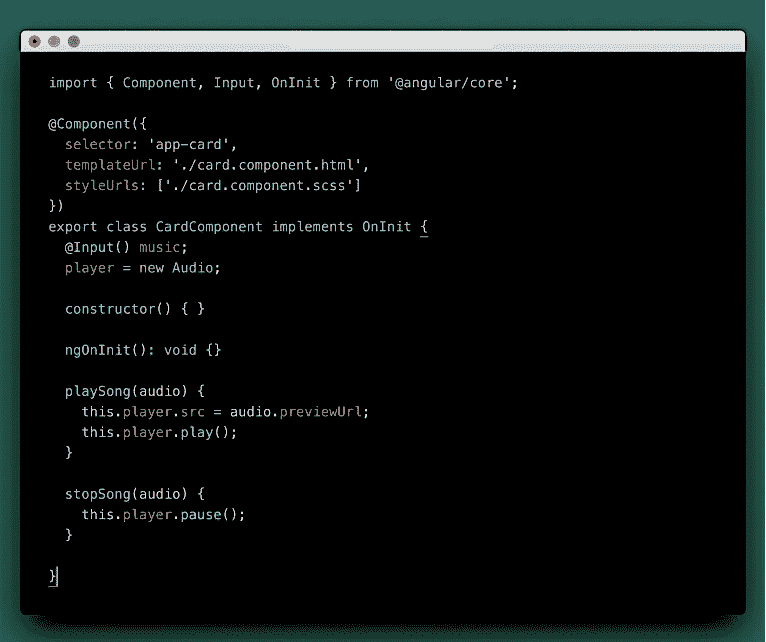 import { Component, Input, OnInit } from '@angular/core';
@Component({
selector: 'app-card',
templateUrl: './card.component.html',
styleUrls: ['./card.component.scss']
})
export class CardComponent implements OnInit {
@Input() music;
player = new Audio;
constructor() { }
ngOnInit(): void {}
playSong(audio) {
this.player.src = audio.previewUrl;
this.player.play();
}
stopSong(audio) {
this.player.pause();
}
}